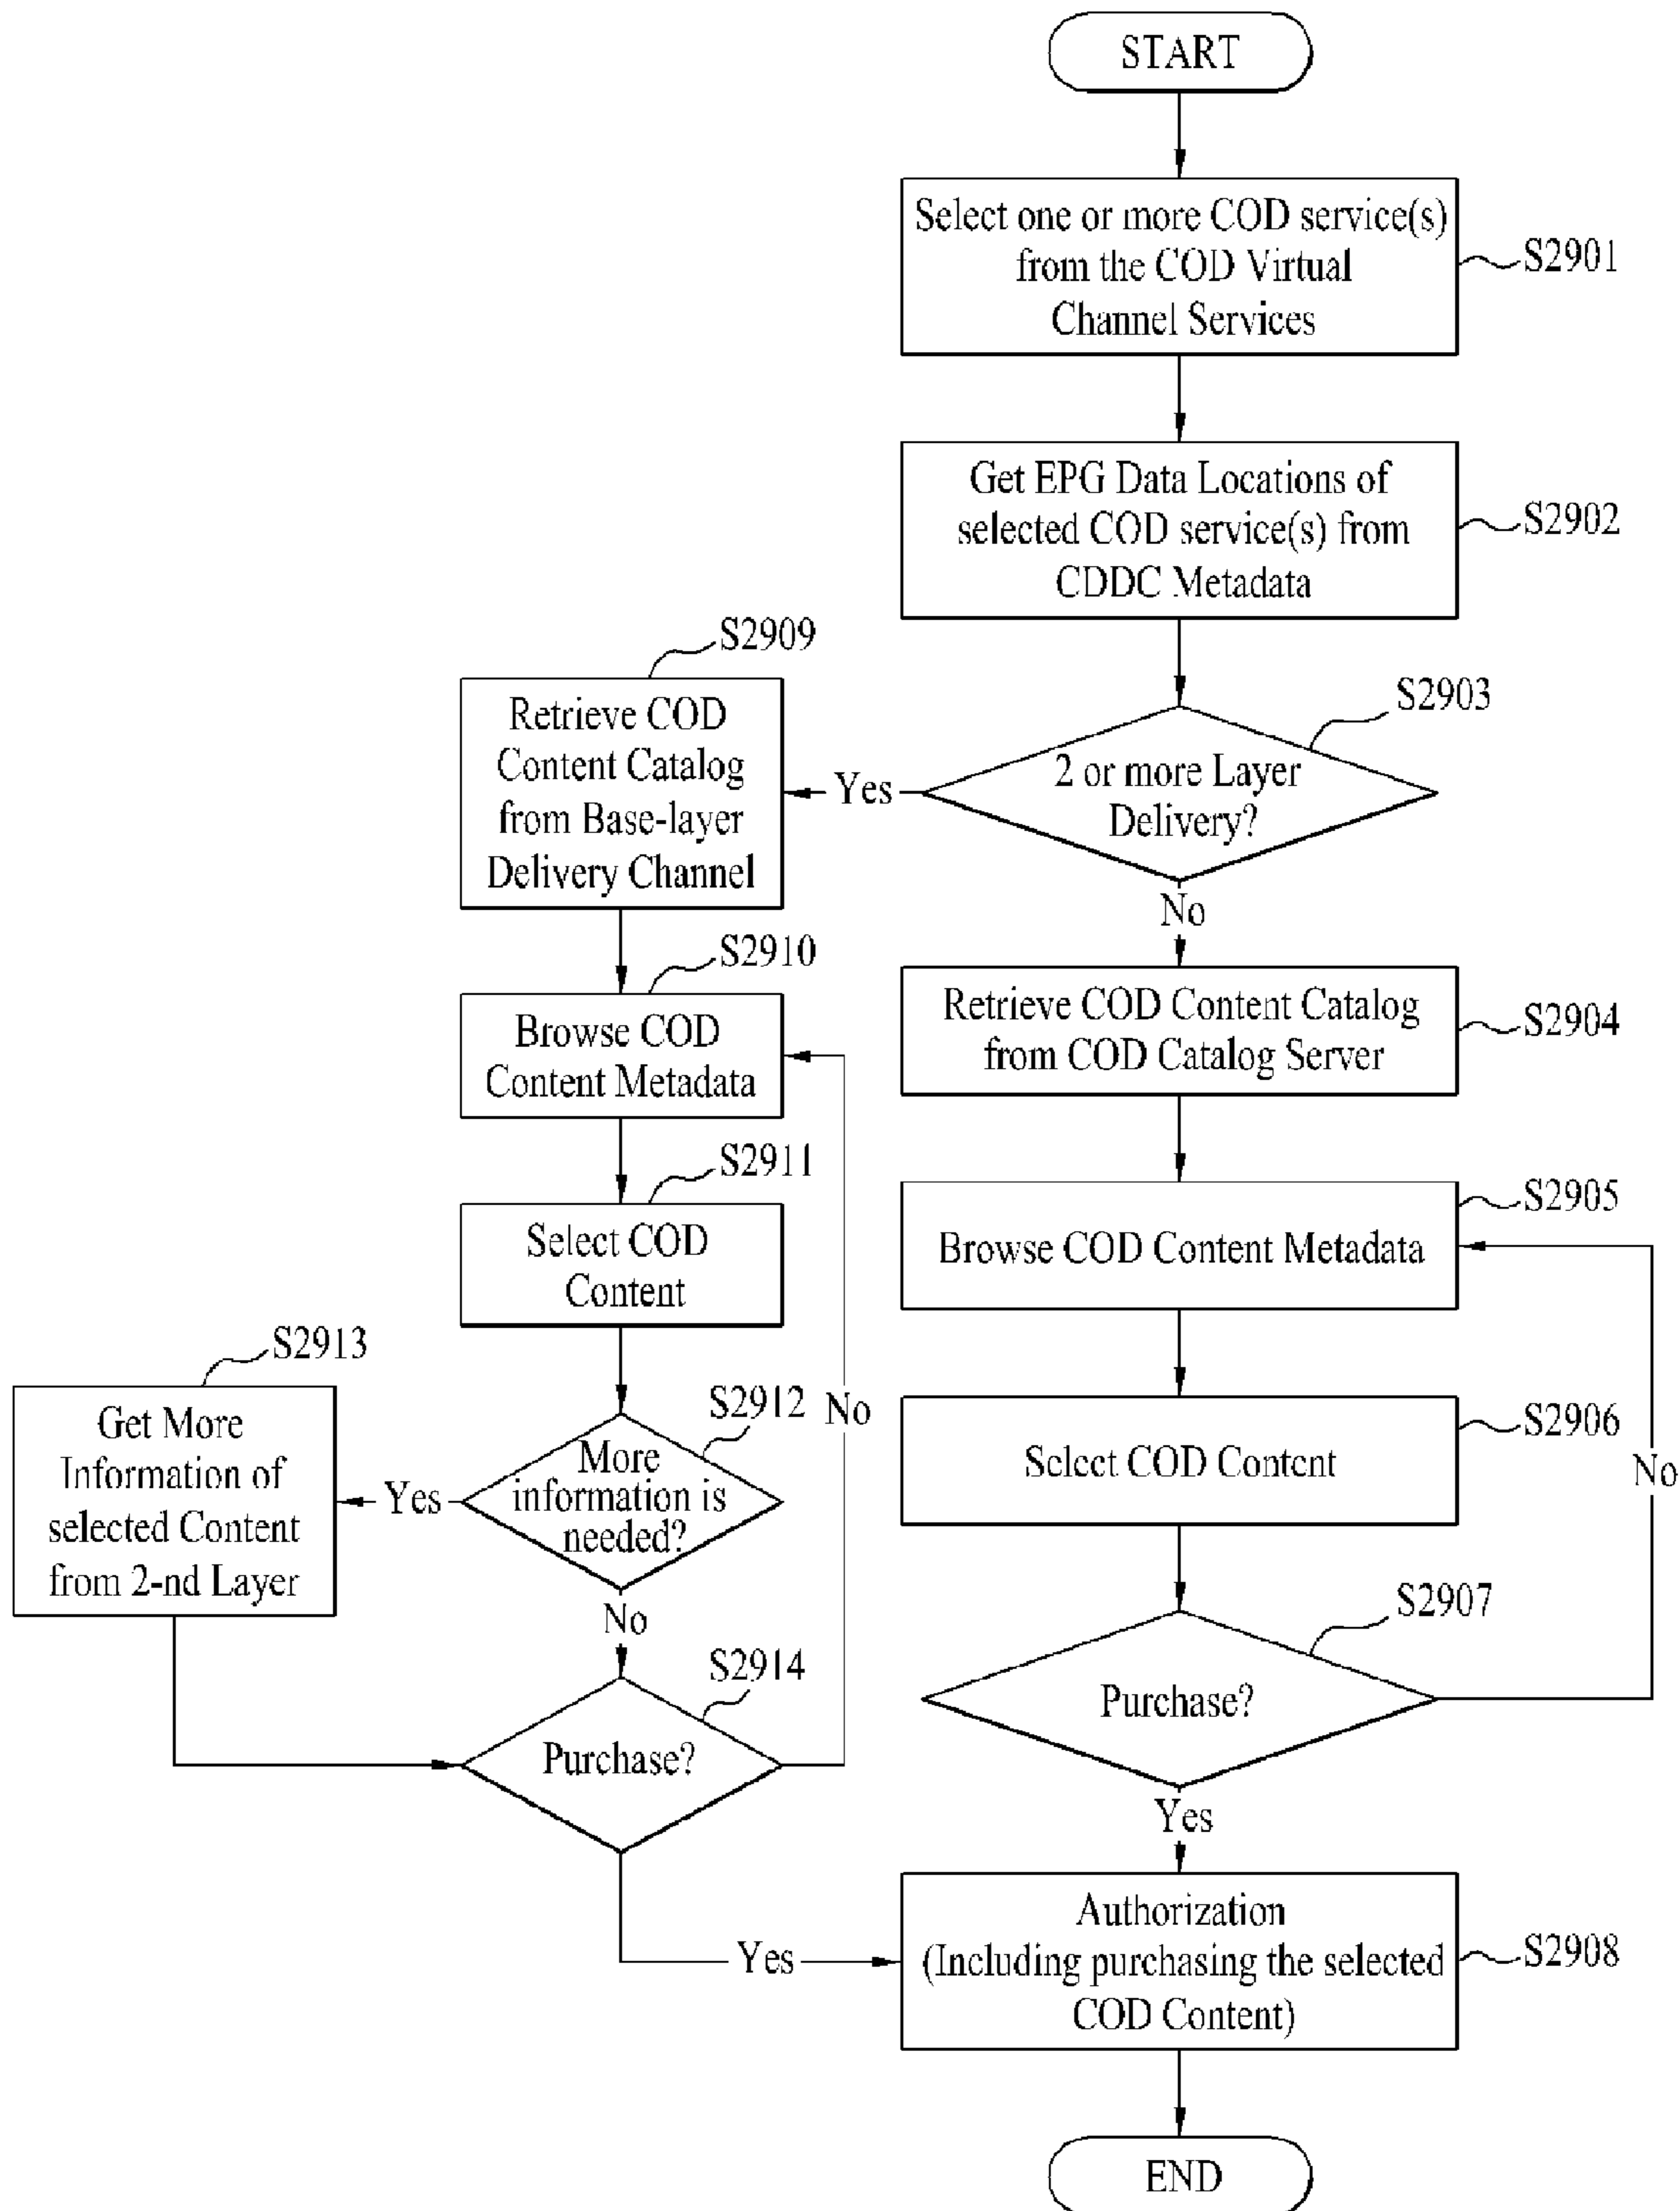 START
Select one or more COD service(s)
from the COD Virtual
Channel Services
S2901
Get EPG Data Locations of
selected COD service(s) from
CDDC Metadata
S2902
S2903
2 or more Layer
Delivery?
Yes
No
S2909
Retrieve COD
Content Catalog
from Base-layer
Delivery Channel
Retrieve COD Content Catalog
from COD Catalog Server
S2904
S2910
Browse COD
Content Metadata
S2911
Select COD
Content
S2905
Browse COD Content Metadata
S2913
Get More
Information of
selected Content
from 2-nd Layer
S2912
More
information is
needed?
Yes
No
No
S2906
Select COD Content
No
S2907
Purchase?
S2914
Purchase?
Yes
Yes
Authorization
(Including purchasing the selected
COD Content)
S2908
END